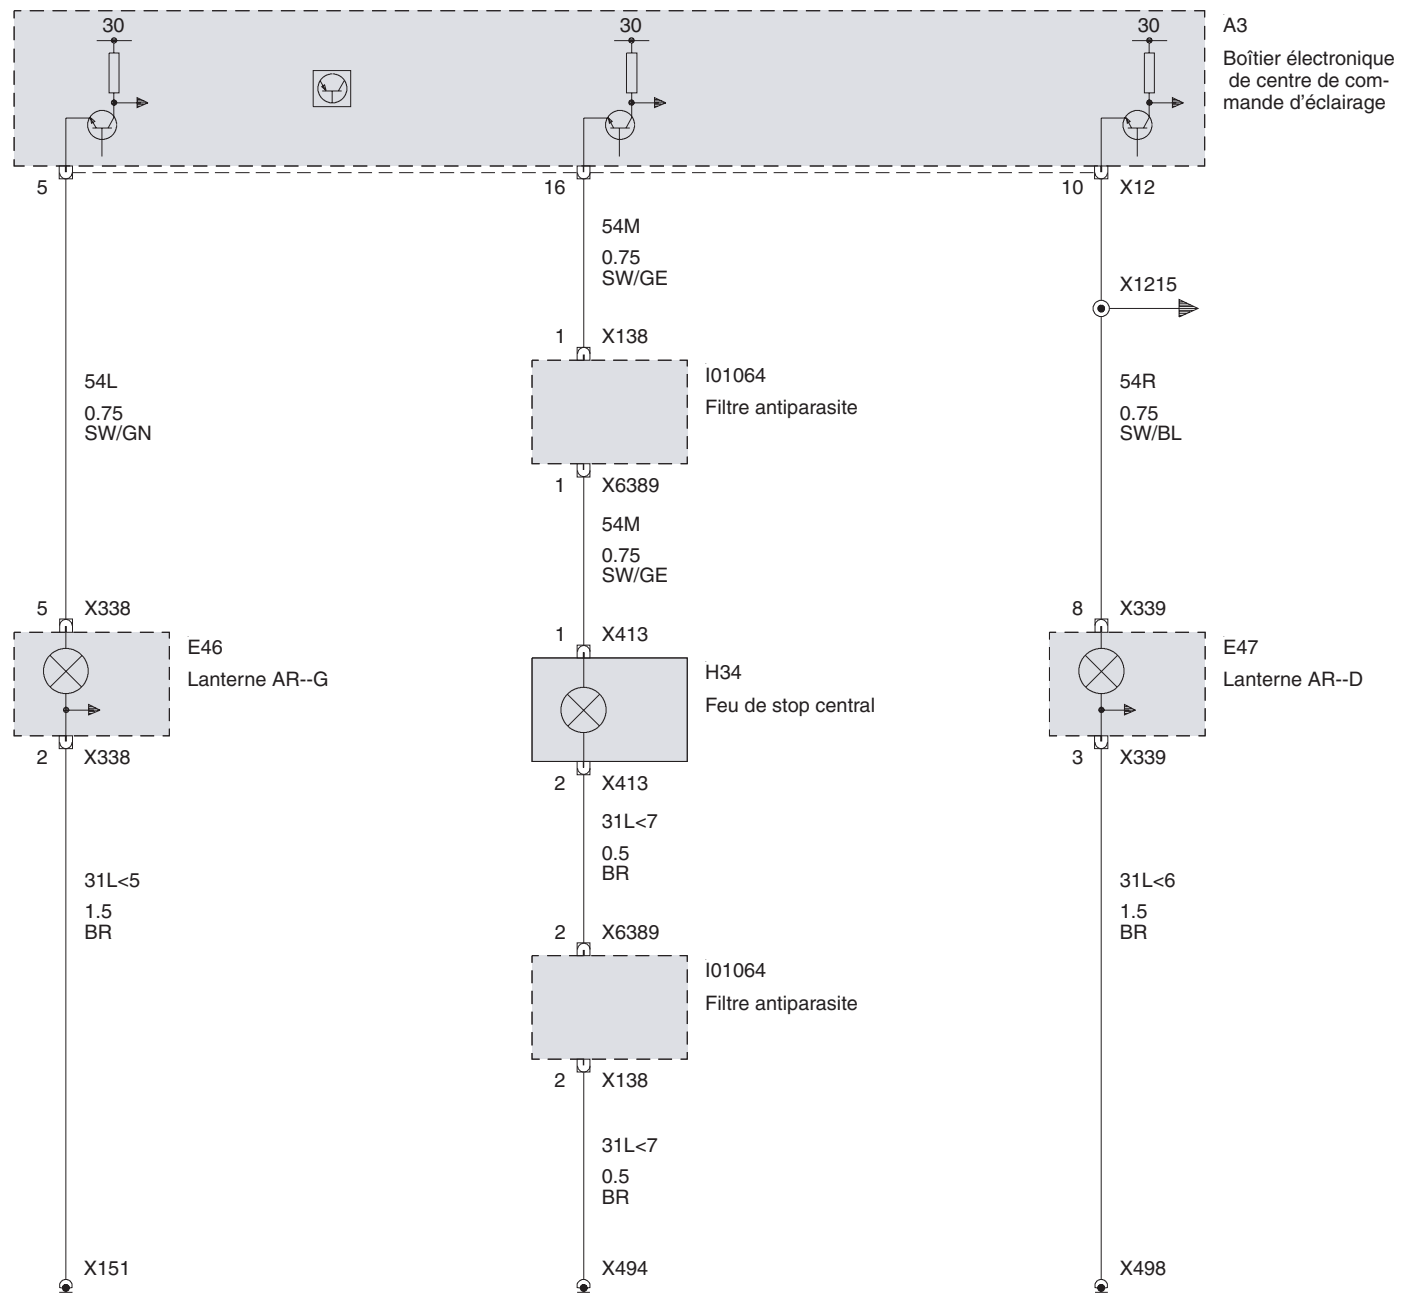 30
30
30
A3
Boîtier électronique
de centre de com-
mande d'éclairage
5
16
10
X12
54M
0.75
SW/GE
X1215
1
X138
I01064
Filtre antiparasite
54L
0.75
SW/GN
54R
0.75
SW/BL
1
X6389
54M
0.75
SW/GE
5
X338
1
X413
8
X339
E46
Lanterne AR--G
H34
Feu de stop central
E47
Lanterne AR--D
2
X338
2
X413
3
X339
31L<7
0.5
BR
31L<5
1.5
BR
31L<6
1.5
BR
2
X6389
I01064
Filtre antiparasite
2
X138
31L<7
0.5
BR
X151
X494
X498